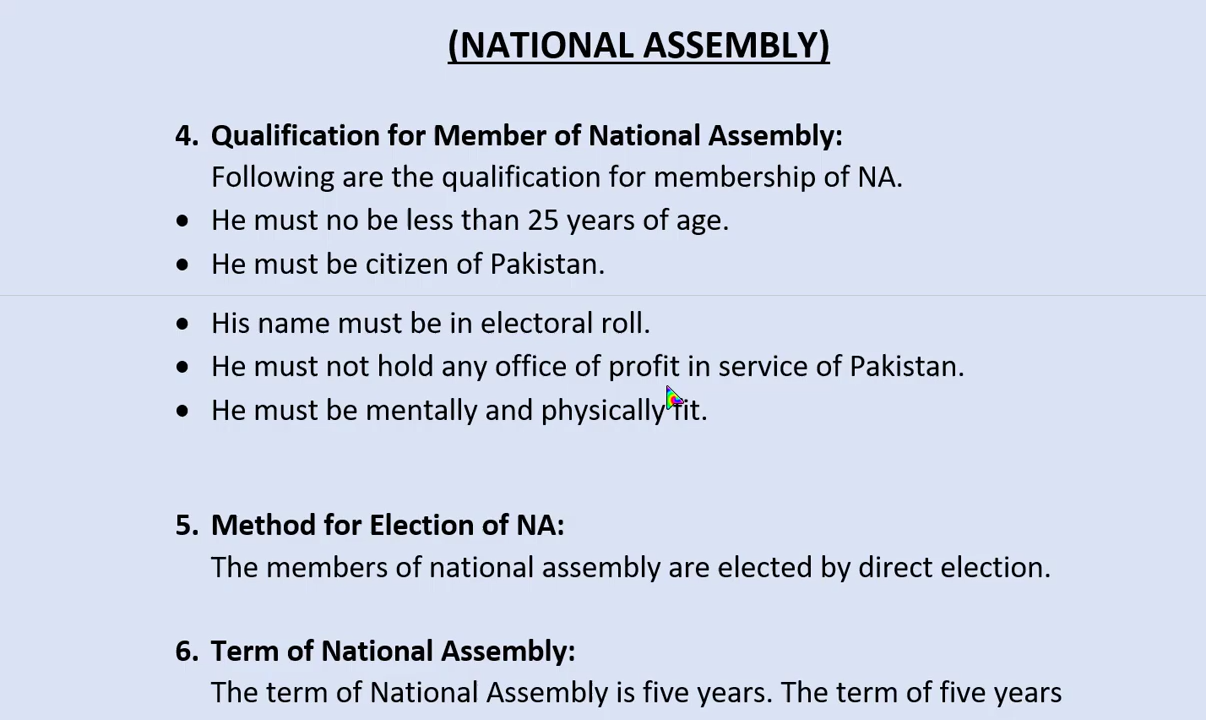 (NATIONAL ASSEMBLY)
4. Qualification for Member of National Assembly:
Following are the qualification for membership of NA.
• He must no be less than 25 years of age.
• He must be citizen of Pakistan.
• His name must be in electoral roll.
• He must not hold any office of profit in service of Pakistan.
• He must be mentally and physically fit.
5. Method for Election of NA:
The members of national assembly are elected by direct election.
6. Term of National Assembly:
The term of National Assembly is five years. The term of five years